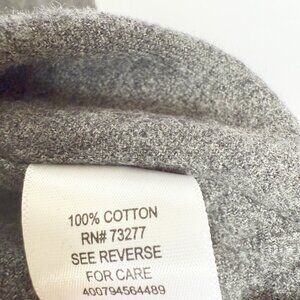 100% COTTON
RN# 73277
SEE REVERSE
FOR CARE
400794564489